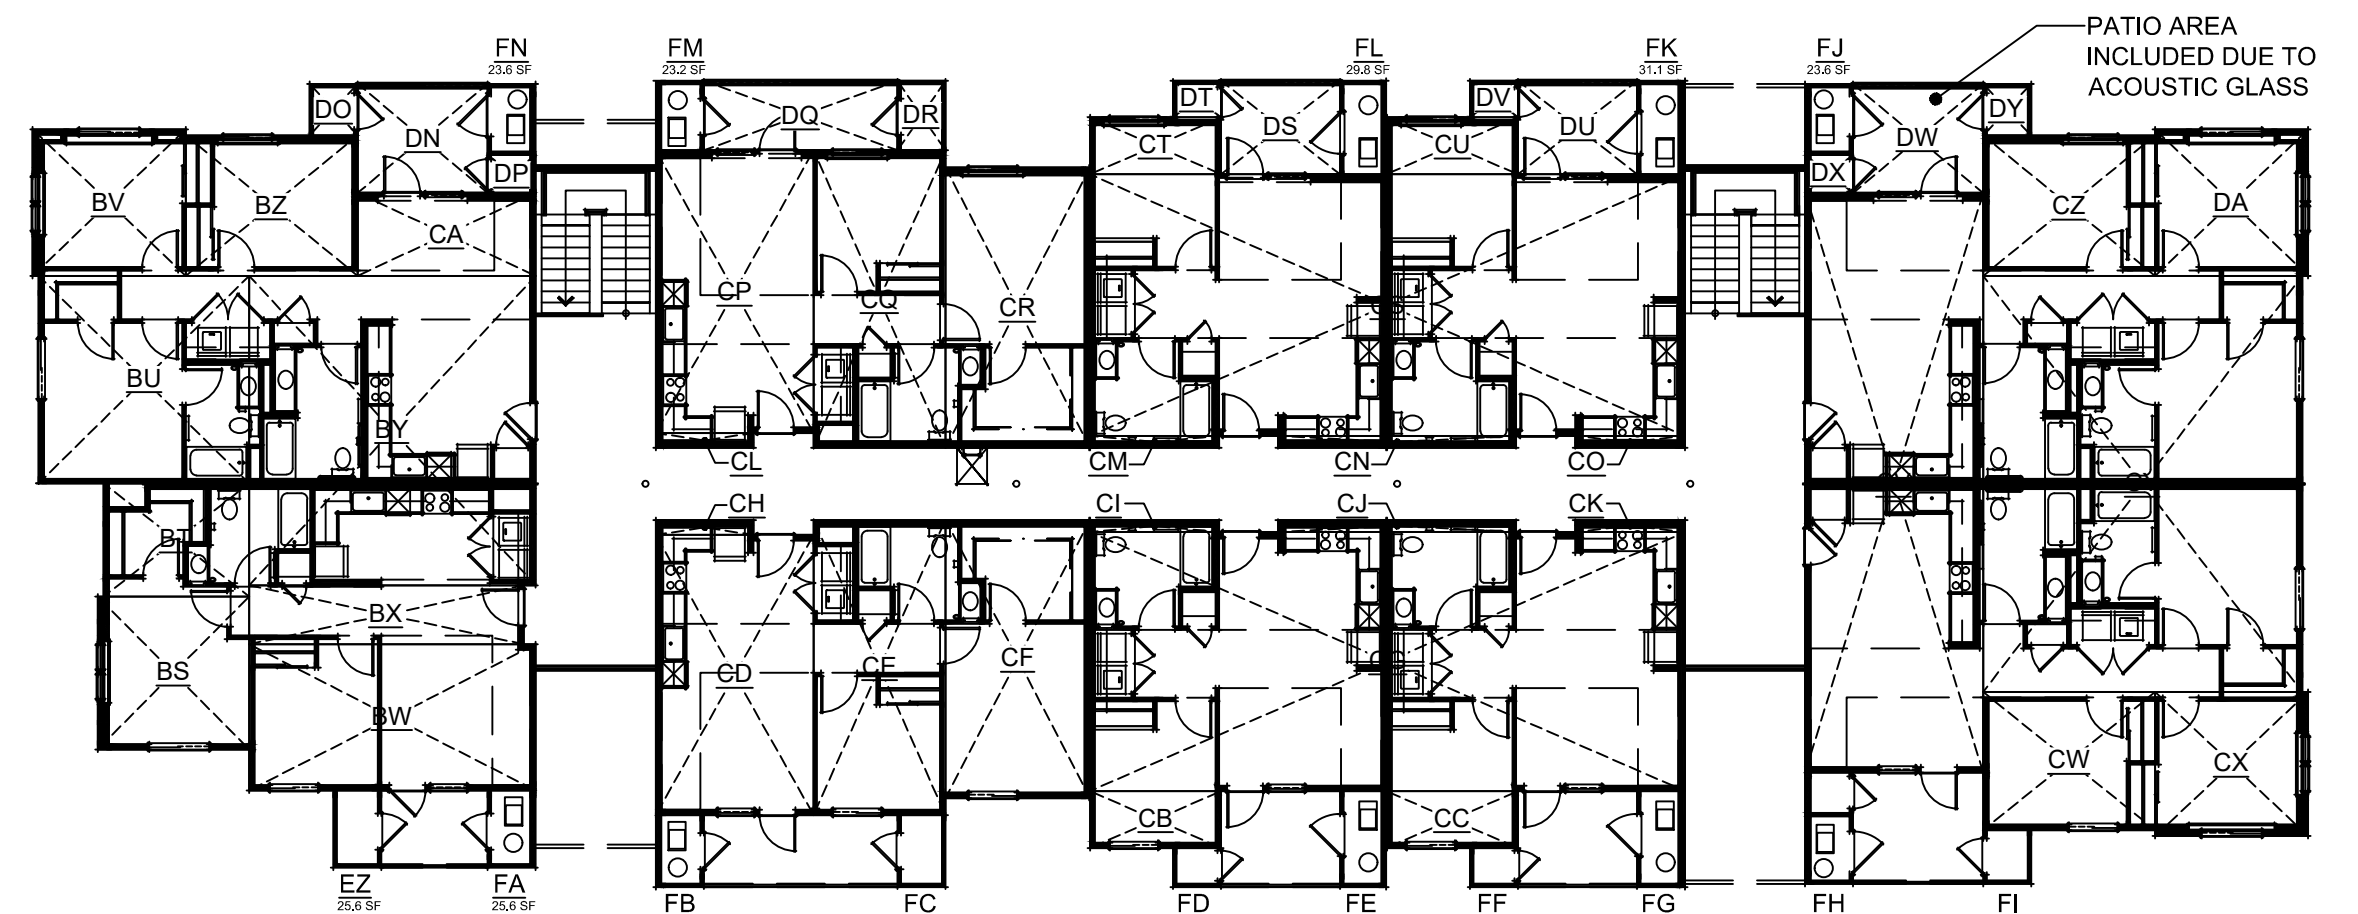 PATIO AREA
INCLUDED DUE TO
ACOUSTIC GLASS
FN
23.6 SF
FM
23.2 SF
FL
29.8 SF
FK
31.1 SF
FJ
23.6 SF
DO
DN
DP
DQ
DR
DT
DS
DV
DU
DW
DY
DX
CT
CU
BV
BZ
CA
CZ
DA
CP
CQ
CR
BU
BY
CL
CM
CN
CO
CH
CI
CJ
CK
BT
BX
BS
BW
CD
CF
CB
CC
CW
CX
EZ
25.6 SF
FA
25.6 SF
FB
FC
FD
FE
FF
FG
FH
FI